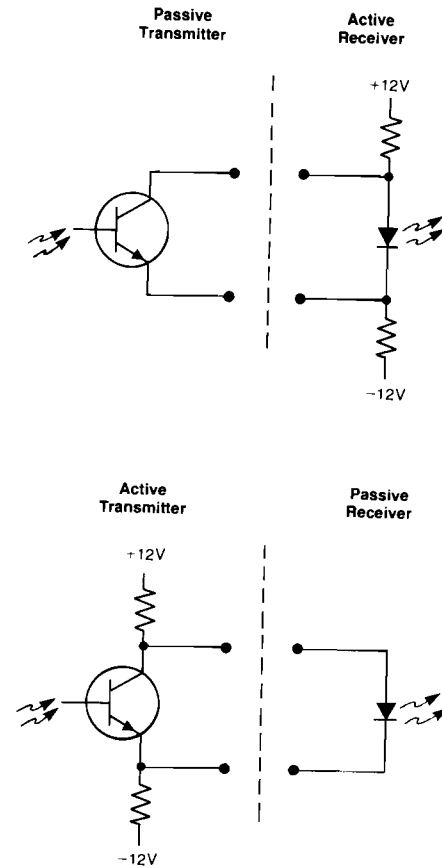 Passive
Transmitter
Active
Receiver
+12V
−12V
Active
Transmitter
Passive
Receiver
+12V
−12V